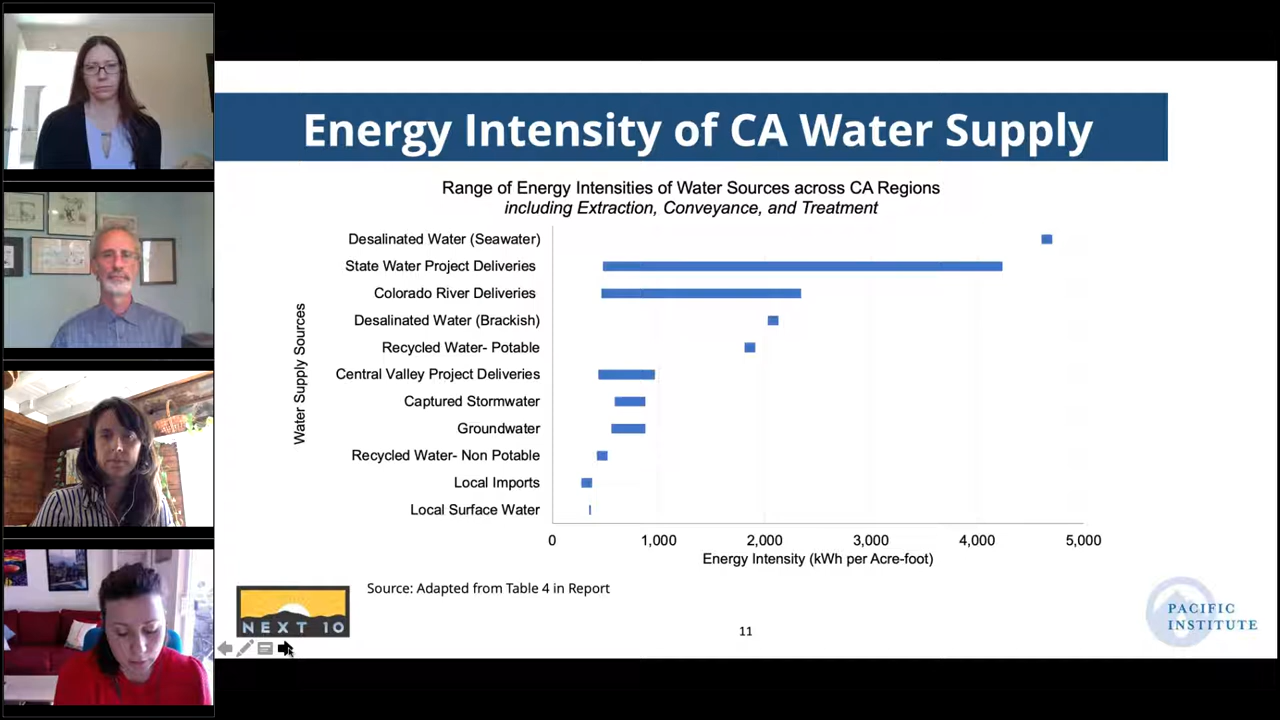 Energy Intensity of CA Water Supply
Range of Energy Intensities of Water Sources across CA Regions
including Extraction, Conveyance, and Treatment
Water Supply Sources
Desalinated Water (Seawater)
State Water Project Deliveries
Colorado River Deliveries
Desalinated Water (Brackish)
Recycled Water- Potable
Central Valley Project Deliveries
Captured Stormwater
Groundwater
Recycled Water- Non Potable
Local Imports
Local Surface Water
0 1,000 2,000 3,000 4,000 5,000
Energy Intensity (kWh per Acre-foot)
Source: Adapted from Table 4 in Report
NEXT 10
11
PACIFIC
INSTITUTE